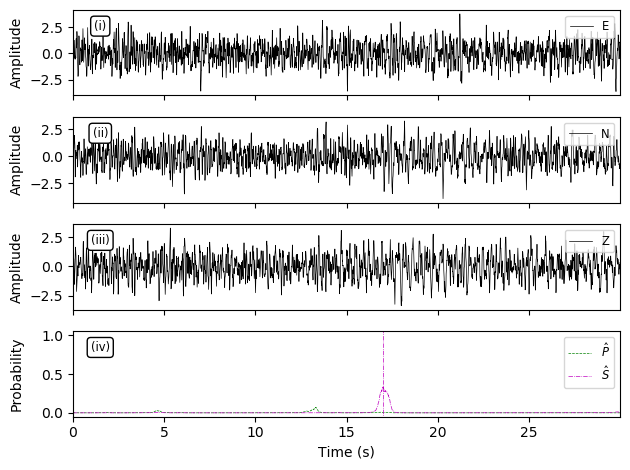 Amplitude
2.5
0.0
−2.5
(i)
E
Amplitude
2.5
0.0
−2.5
(ii)
N
Amplitude
2.5
0.0
−2.5
(iii)
Z
Probability
1.0
0.5
0.0
(iv)
P̂
Ŝ
0 5 10 15 20 25
Time (s)